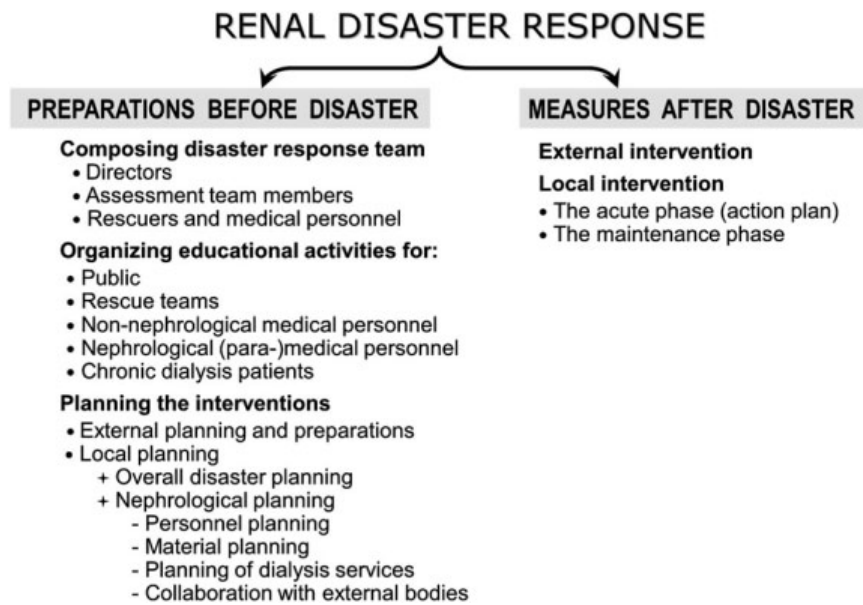 RENAL DISASTER RESPONSE
PREPARATIONS BEFORE DISASTER
Composing disaster response team
• Directors
• Assessment team members
• Rescuers and medical personnel
Organizing educational activities for:
• Public
• Rescue teams
• Non-nephrological medical personnel
• Nephrological (para-)medical personnel
• Chronic dialysis patients
Planning the interventions
• External planning and preparations
• Local planning
+ Overall disaster planning
+ Nephrological planning
- Personnel planning
- Material planning
- Planning of dialysis services
- Collaboration with external bodies
MEASURES AFTER DISASTER
External intervention
Local intervention
• The acute phase (action plan)
• The maintenance phase